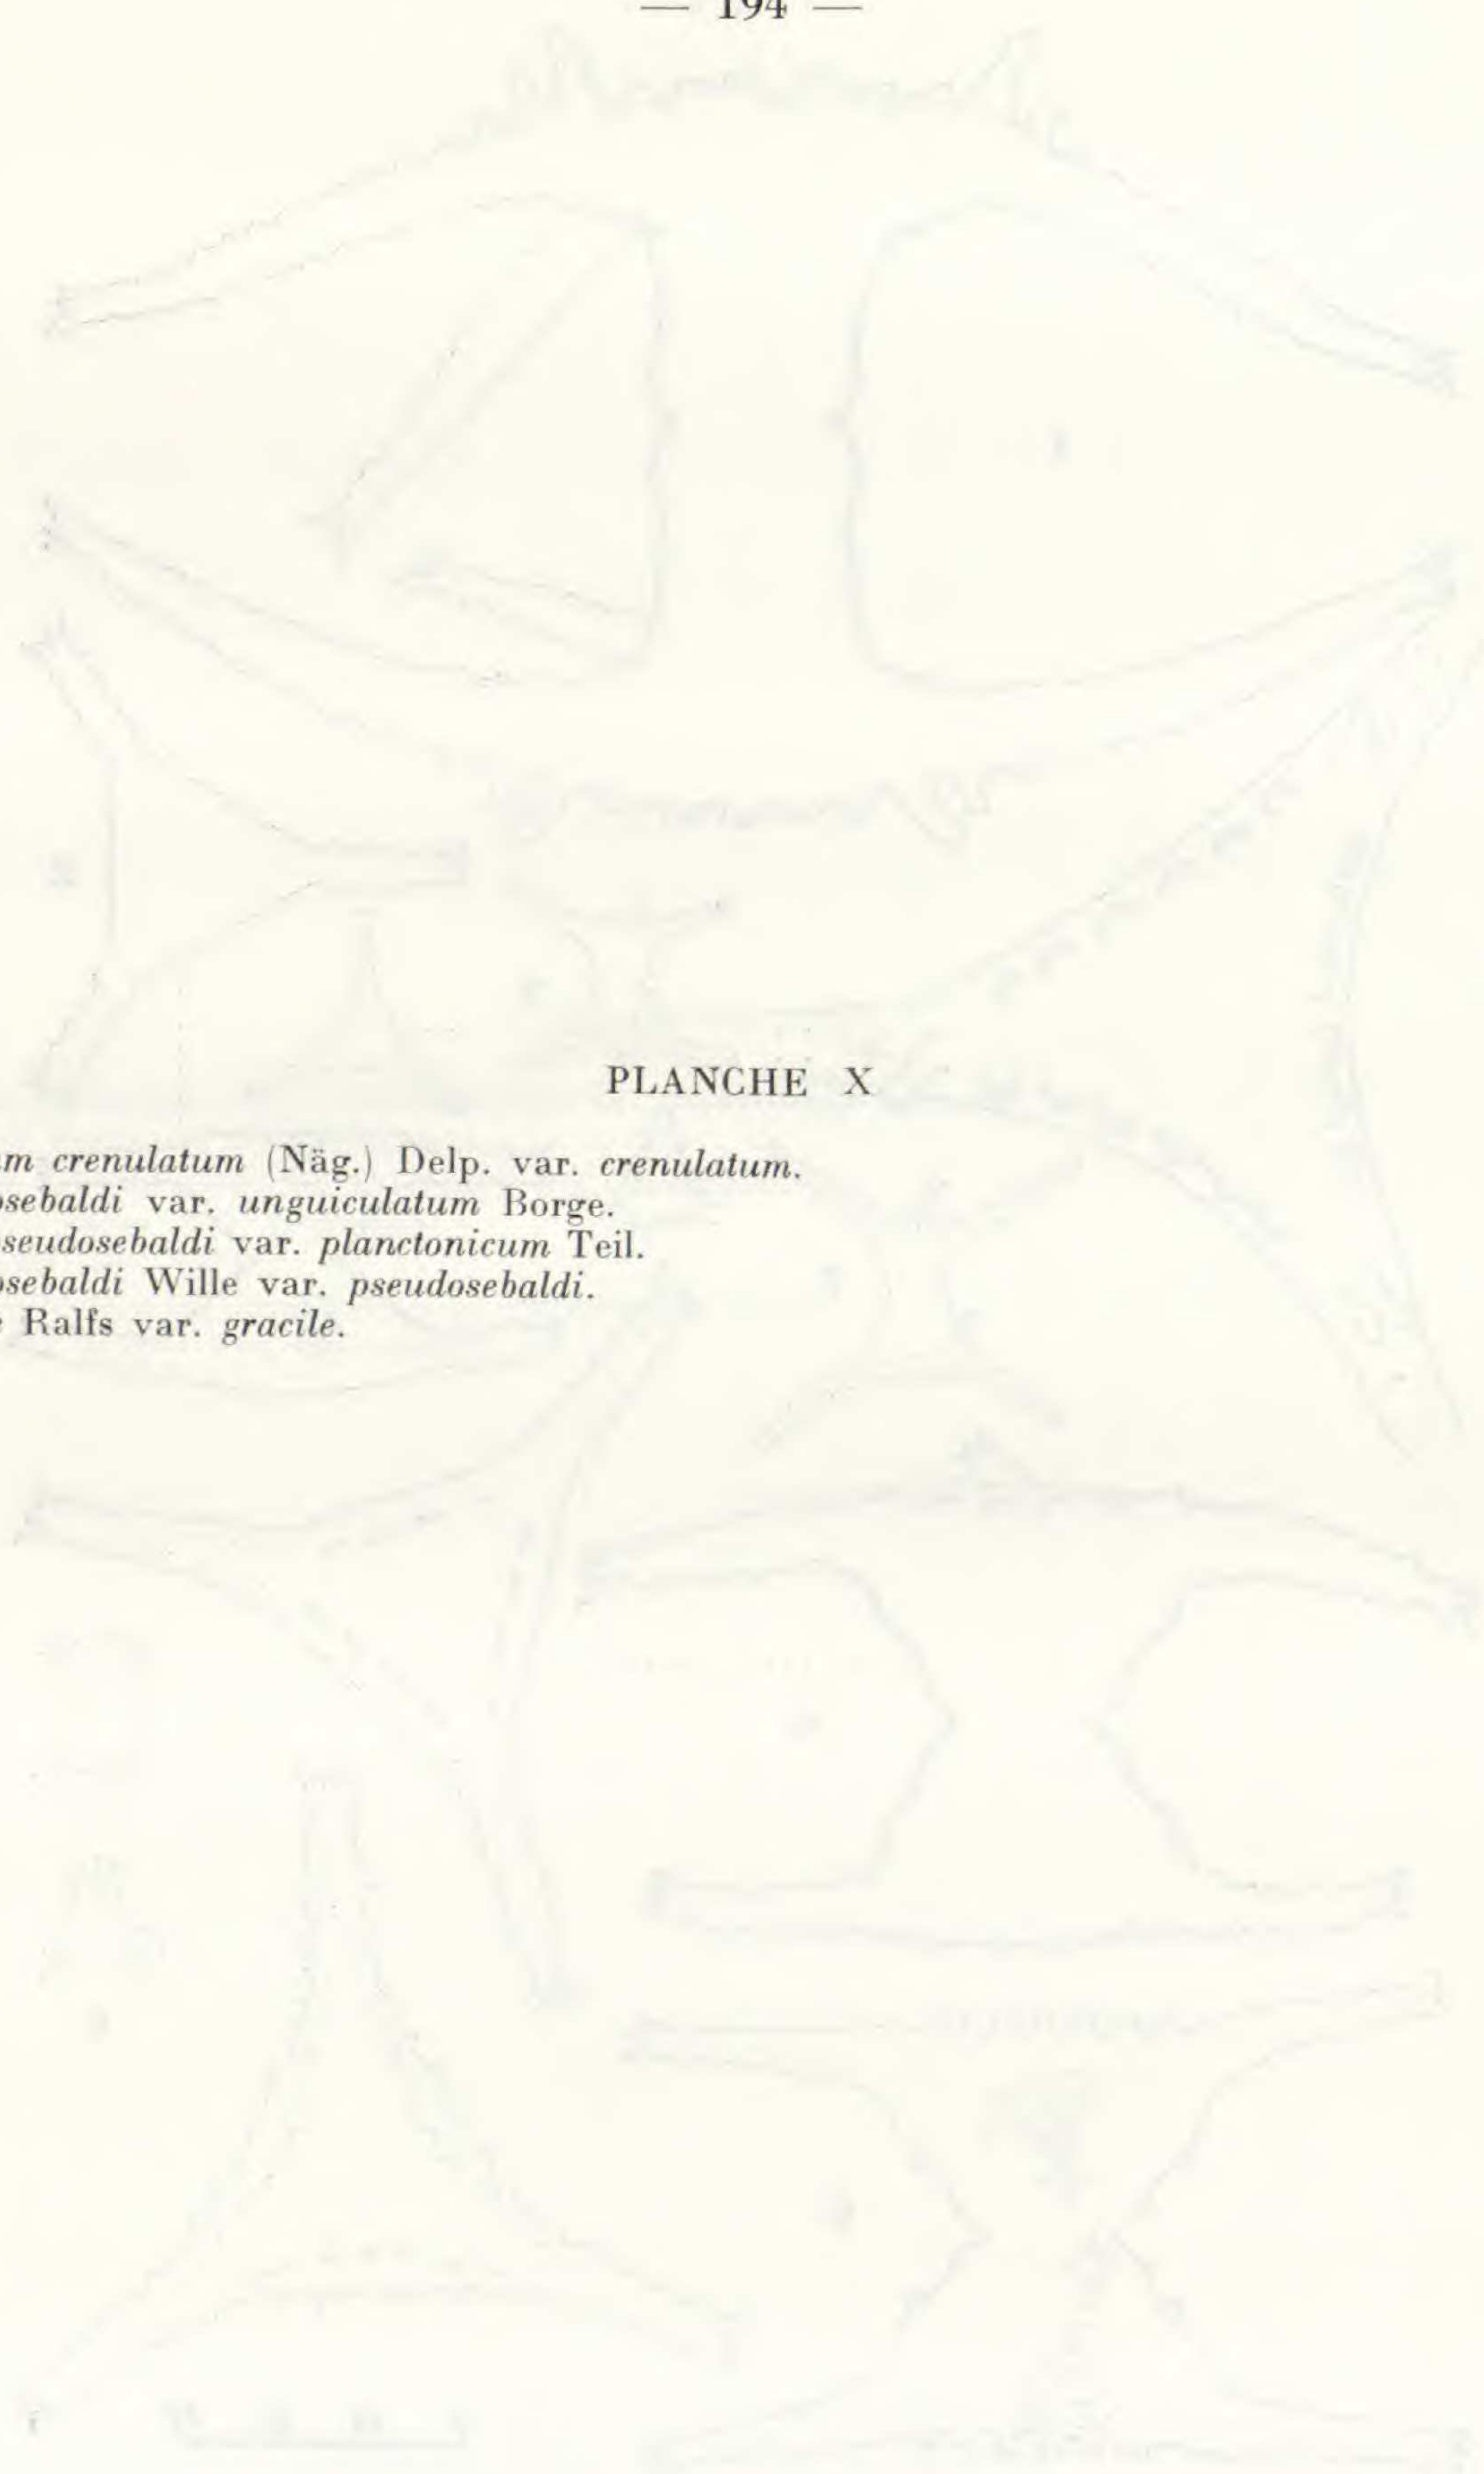 — 194 —
PLANCHE X
m crenulatum (Näg.) Delp. var. crenulatum.
sebaldi var. unguiculatum Borge.
seudosebaldi var. planctonicum Teil.
sebaldi Wille var. pseudosebaldi.
Ralfs var. gracile.